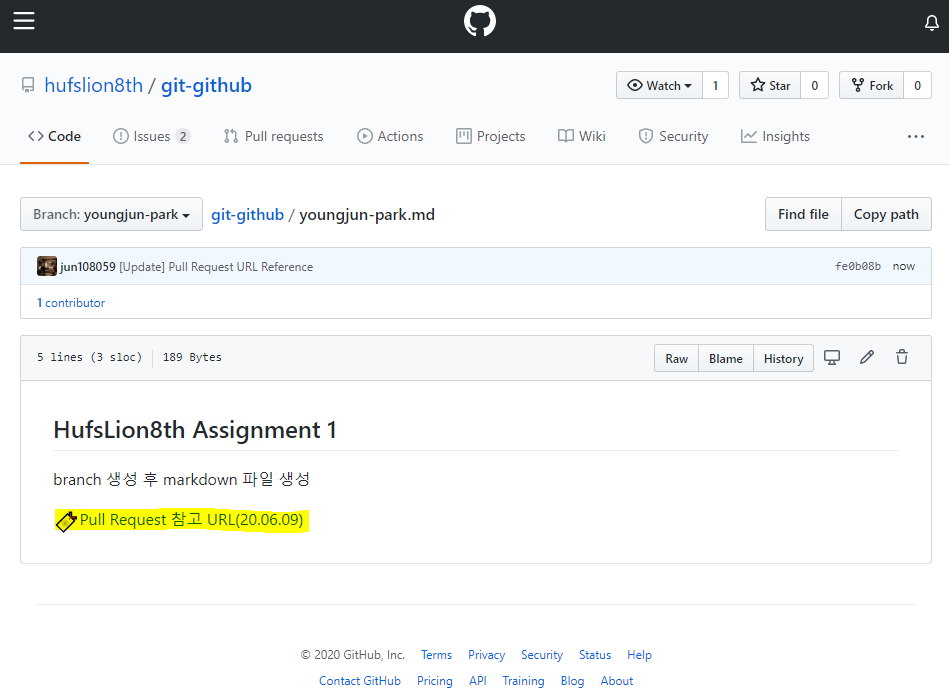 hufslion8th / git-github
Watch 1 Star 0 Fork 0
Code Issues 2 Pull requests Actions Projects Wiki Security Insights
Branch: youngjun-park git-github / youngjun-park.md Find file Copy path
jun108059 [Update] Pull Request URL Reference fe0b08b now
1 contributor
5 lines (3 sloc) 189 Bytes Raw Blame History
HufsLion8th Assignment 1
branch 생성 후 markdown 파일 생성
Pull Request 참고 URL(20.06.09)
© 2020 GitHub, Inc. Terms Privacy Security Status Help
Contact GitHub Pricing API Training Blog About